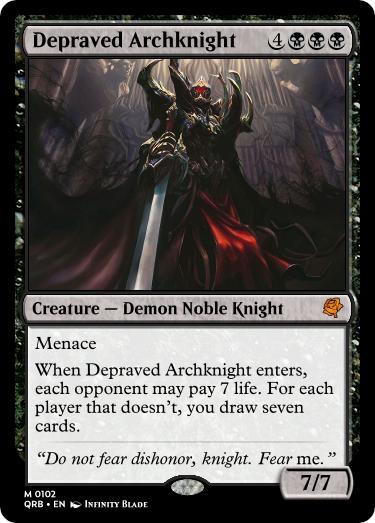 Depraved Archknight 4
Creature — Demon Noble Knight
Menace
When Depraved Archknight enters,
each opponent may pay 7 life. For each
player that doesn't, you draw seven
cards.
“Do not fear dishonor, knight. Fear me.”
7/7
M 0102
QRB • EN Infinity Blade